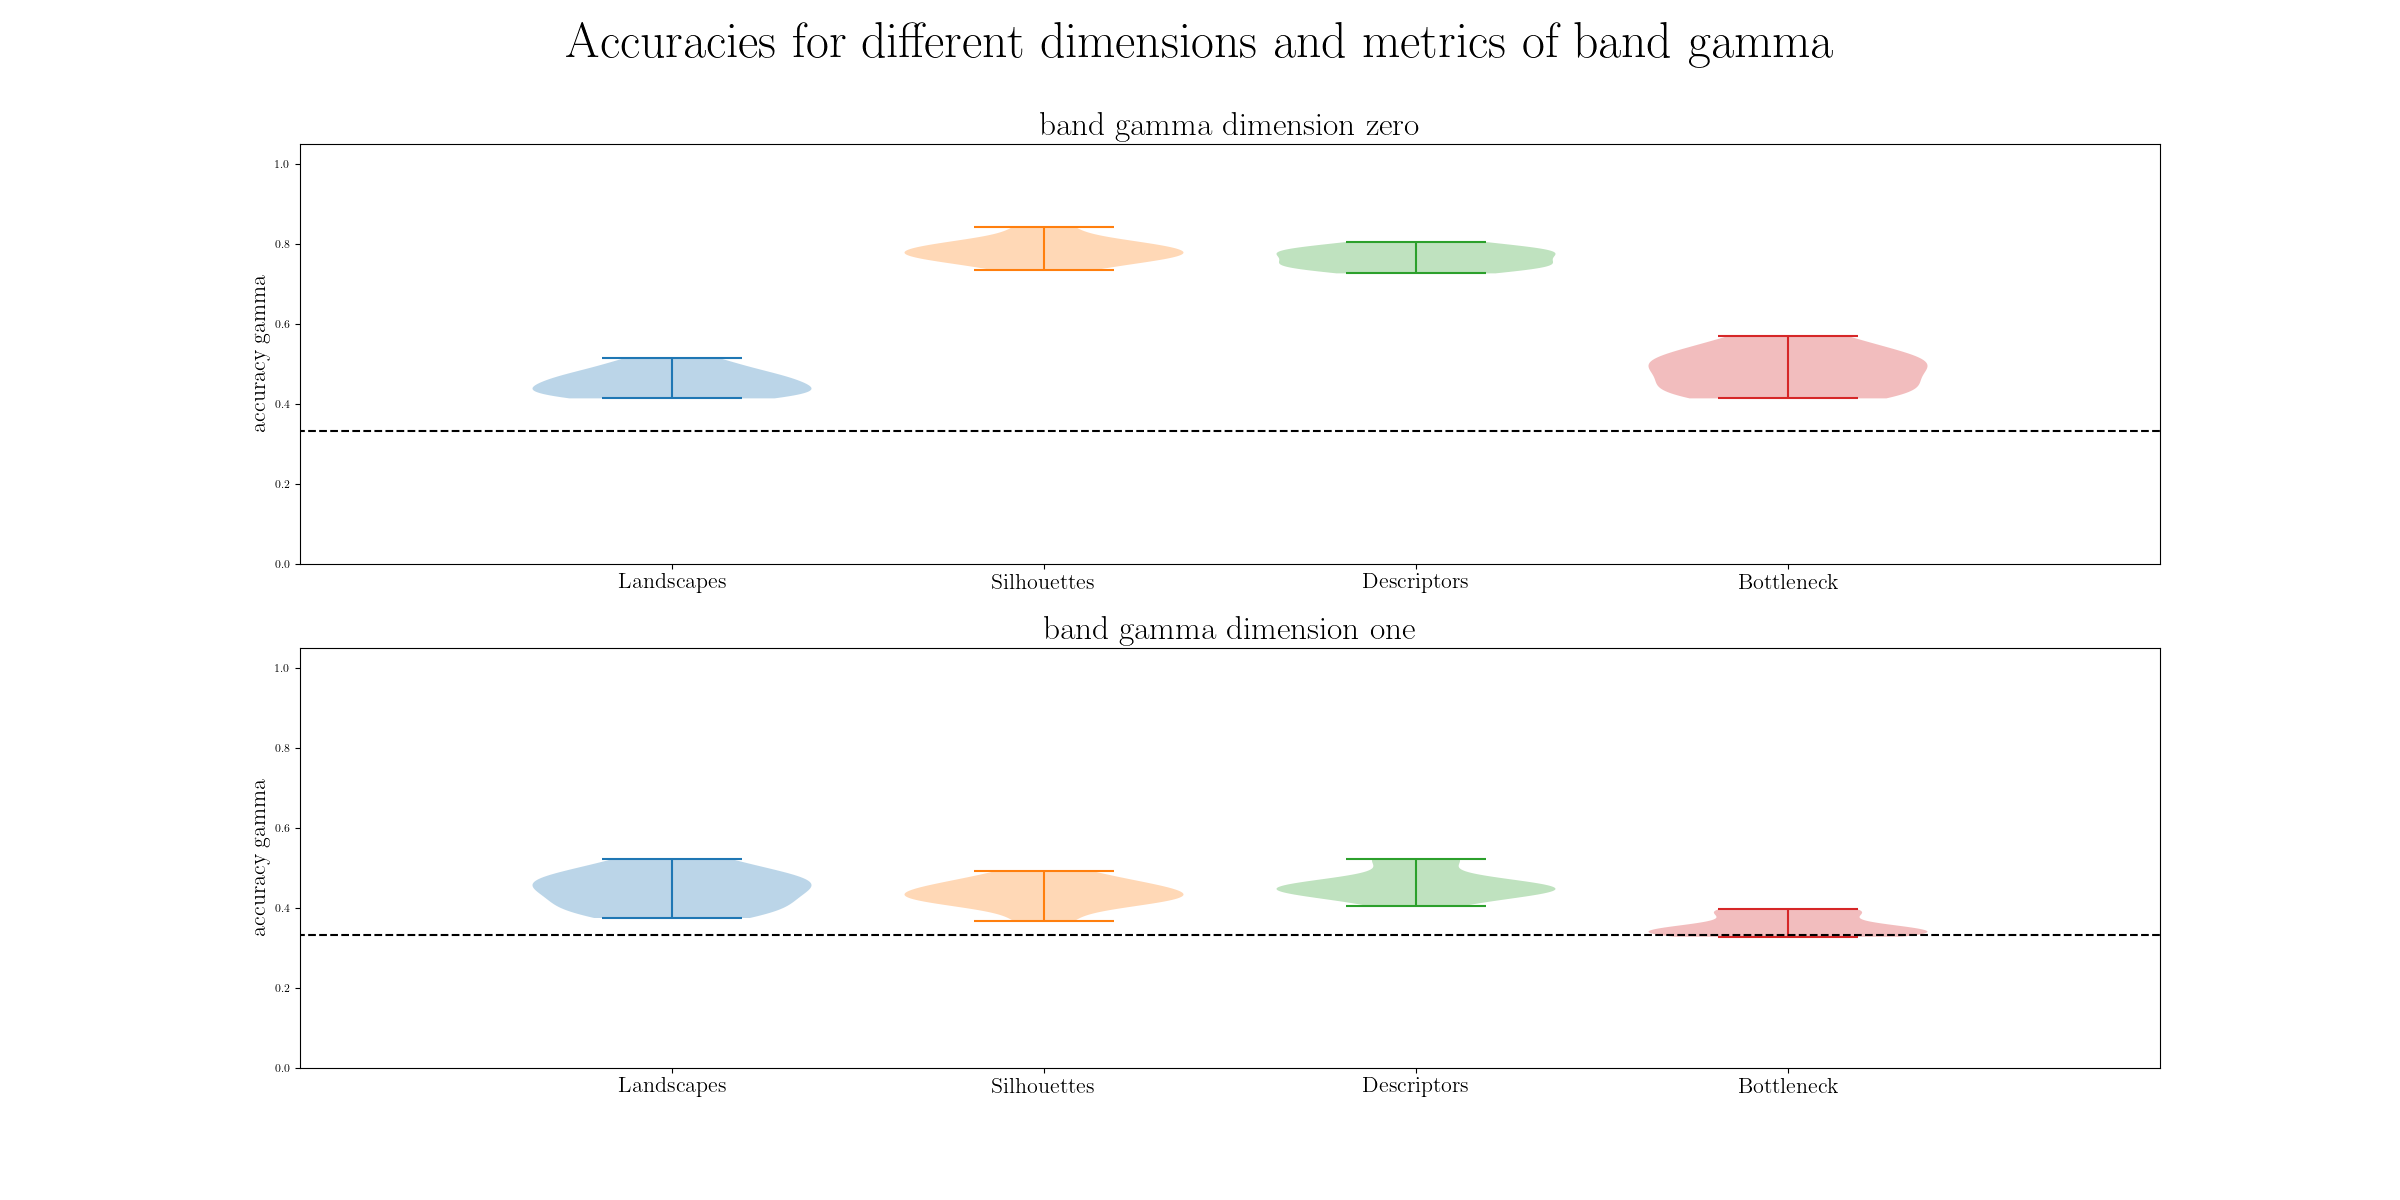 Accuracies for different dimensions and metrics of band gamma
band gamma dimension zero
accuracy gamma
1.0
0.8
0.6
0.4
0.2
0.0
Landscapes Silhouettes Descriptors Bottleneck
band gamma dimension one
accuracy gamma
1.0
0.8
0.6
0.4
0.2
0.0
Landscapes Silhouettes Descriptors Bottleneck